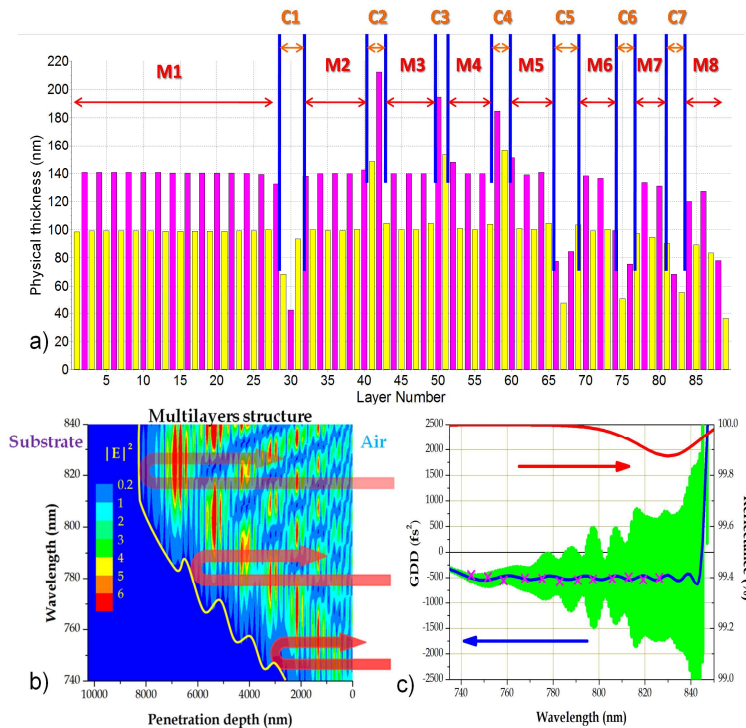 C1 C2 C3 C4 C5 C6 C7
M1 M2 M3 M4 M5 M6 M7 M8
Physical thickness (nm)
220
200
180
160
140
120
100
80
60
40
20
0
5 10 15 20 25 30 35 40 45 50 55 60 65 70 75 80 85
Layer Number
a)
Multilayers structure
Substrate Air
|E|²
0.2
1
2
3
4
5
6
Wavelength (nm)
840
820
800
780
760
740
10000 8000 6000 4000 2000 0
Penetration depth (nm)
b)
GDD (fs²)
2500
2000
1500
1000
500
0
-500
-1000
-1500
-2000
-2500
100.0
99.8
99.6
99.4
99.2
99.0
740 760 780 800 820 840
Wavelength (nm)
c)